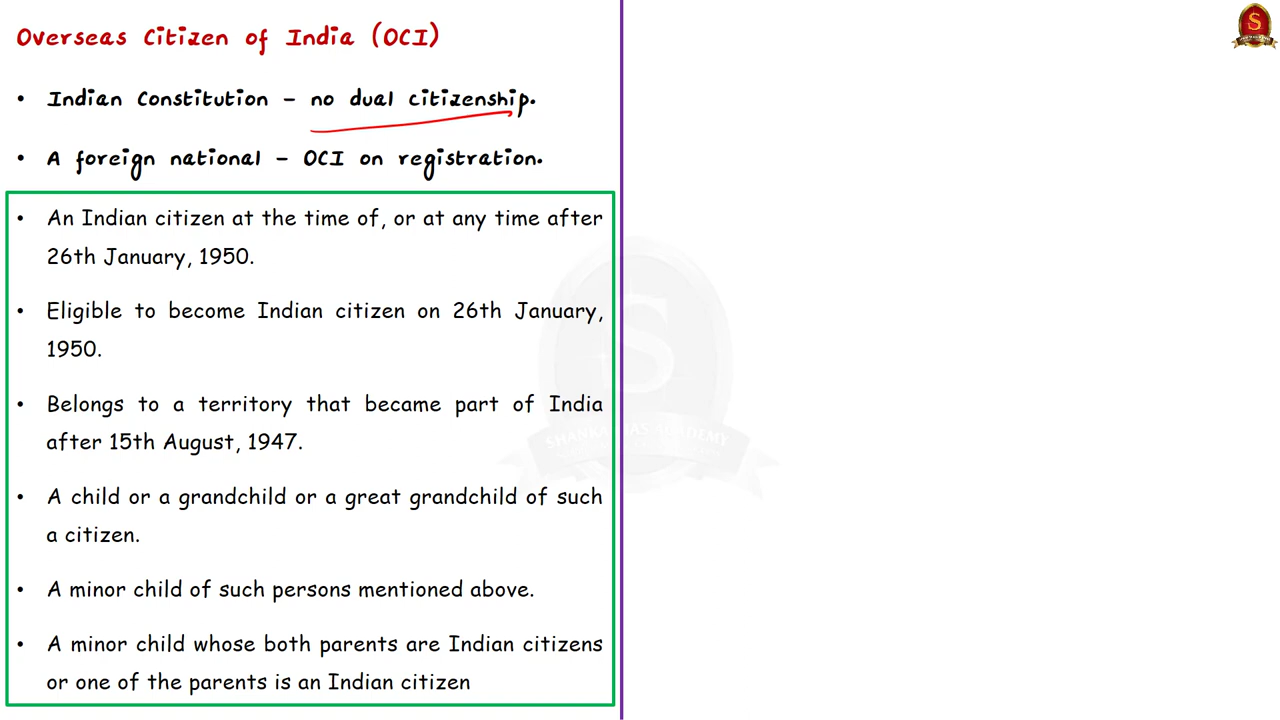 Overseas Citizen of India (OCI)
• Indian Constitution – no dual citizenship.
• A foreign national – OCI on registration.
• An Indian citizen at the time of, or at any time after
26th January, 1950.
• Eligible to become Indian citizen on 26th January,
1950.
• Belongs to a territory that became part of India
after 15th August, 1947.
• A child or a grandchild or a great grandchild of such
a citizen.
• A minor child of such persons mentioned above.
• A minor child whose both parents are Indian citizens
or one of the parents is an Indian citizen
S